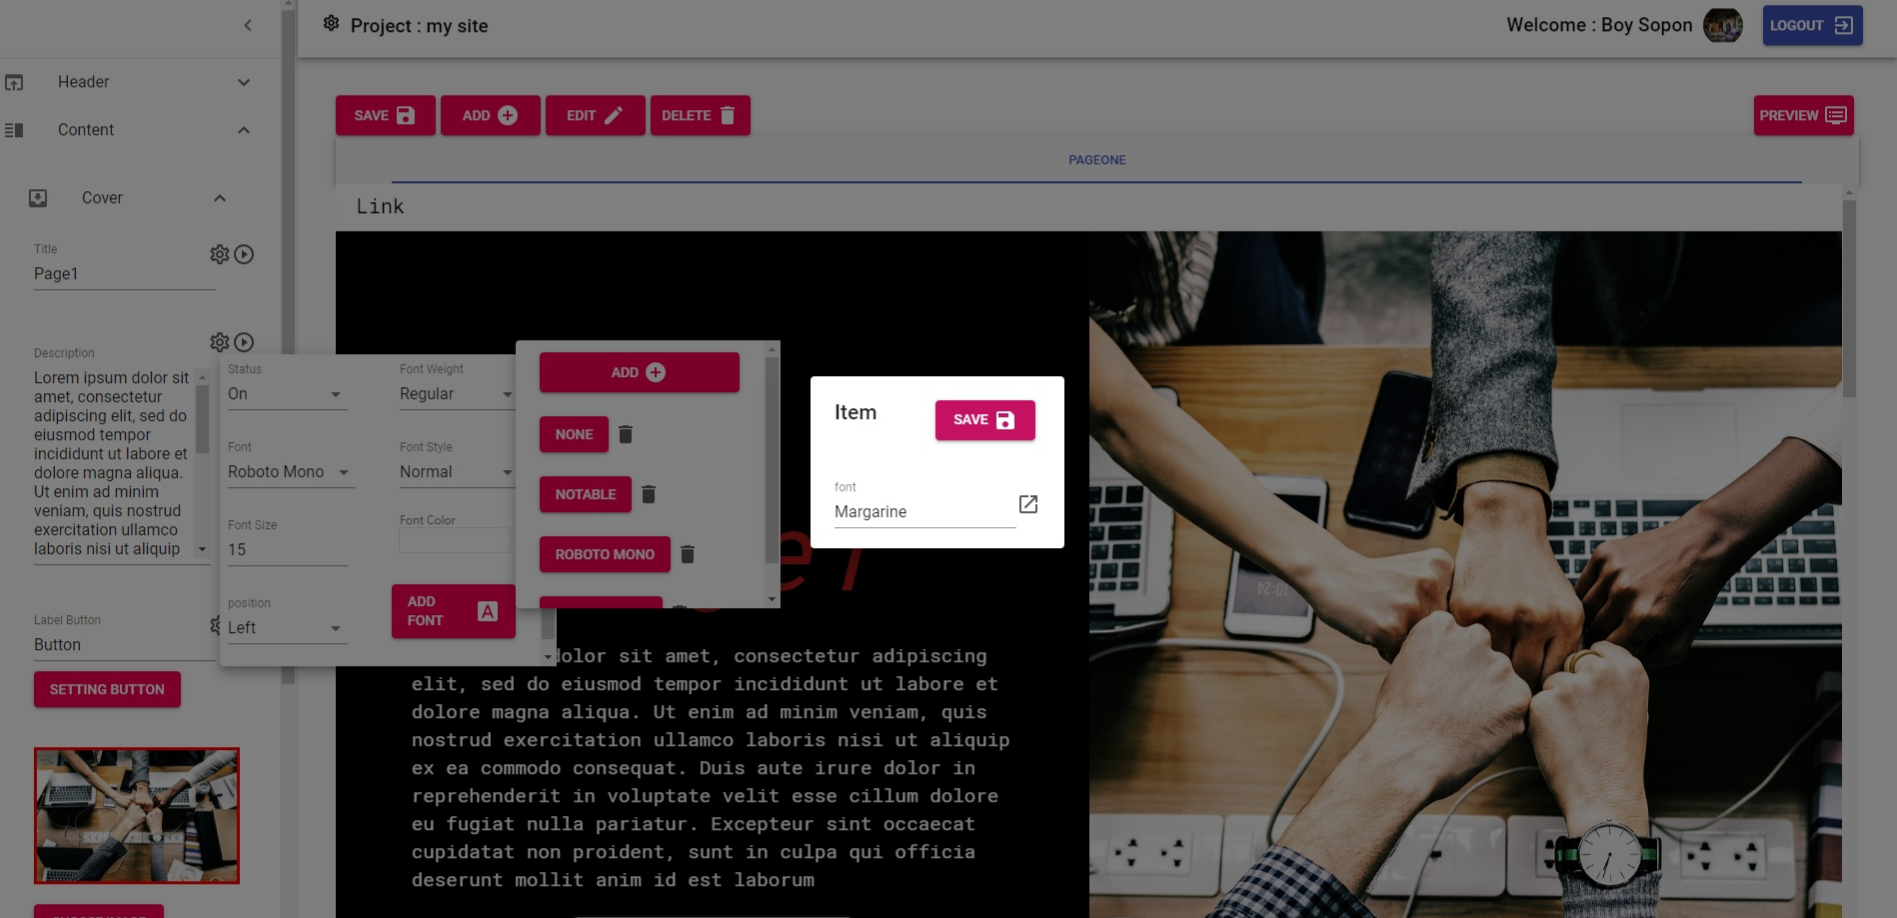 Project : my site
Welcome : Boy Sopon
LOGOUT
Header
Content
Cover
Title
Page1
Description
Lorem ipsum dolor sit
amet, consectetur
adipiscing elit, sed do
eiusmod tempor
incididunt ut labore et
dolore magna aliqua.
Ut enim ad minim
veniam, quis nostrud
exercitation ullamco
laboris nisi ut aliquip
Label Button
Button
SETTING BUTTON
SAVE
ADD
EDIT
DELETE
PREVIEW
PAGEONE
Link
Status
On
Font Weight
Regular
Font
Roboto Mono
Font Style
Normal
Font Size
15
Font Color
position
Left
ADD
FONT
A
ADD
NONE
NOTABLE
ROBOTO MONO
Item
SAVE
font
Margarine
dolor sit amet, consectetur adipiscing
elit, sed do eiusmod tempor incididunt ut labore et
dolore magna aliqua. Ut enim ad minim veniam, quis
nostrud exercitation ullamco laboris nisi ut aliquip
ex ea commodo consequat. Duis aute irure dolor in
reprehenderit in voluptate velit esse cillum dolore
eu fugiat nulla pariatur. Excepteur sint occaecat
cupidatat non proident, sunt in culpa qui officia
deserunt mollit anim id est laborum